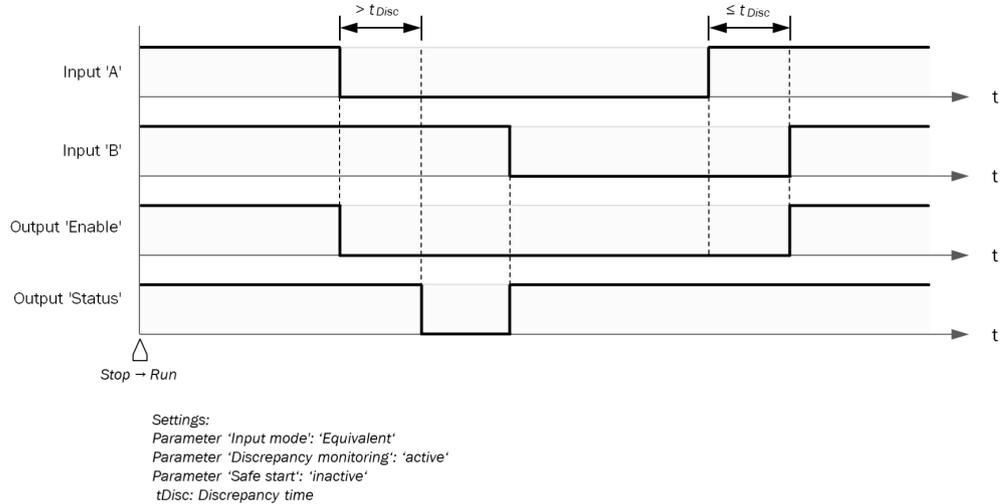 > tDisc
≤ tDisc
Input 'A'
t
Input 'B'
t
Output 'Enable'
t
Output 'Status'
t
Stop → Run
Settings:
Parameter ‘Input mode': ‘Equivalent‘
Parameter ‘Discrepancy monitoring‘: ‘active‘
Parameter ‘Safe start‘: ‘inactive‘
tDisc: Discrepancy time